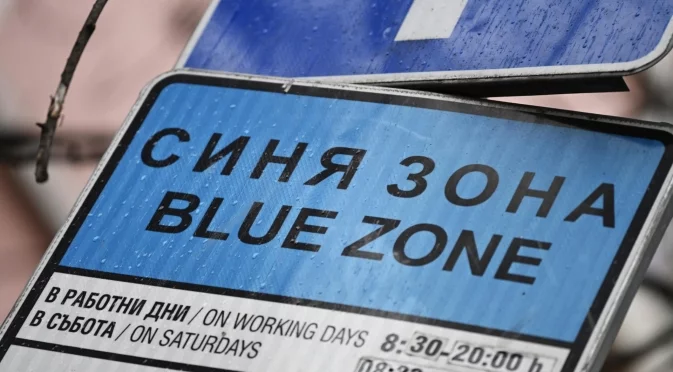 СИНЯ ЗОНА
BLUE ZONE
В РАБОТНИ ДНИ / ON WORKING DAYS 8:30-20:00 h
В СЪБОТА / ON SATURDAYS